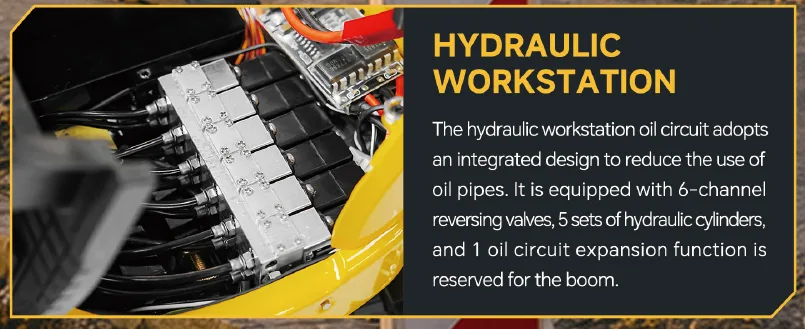 HYDRAULIC
WORKSTATION
The hydraulic workstation oil circuit adopts
an integrated design to reduce the use of
oil pipes. It is equipped with 6-channel
reversing valves, 5 sets of hydraulic cylinders,
and 1 oil circuit expansion function is
reserved for the boom.